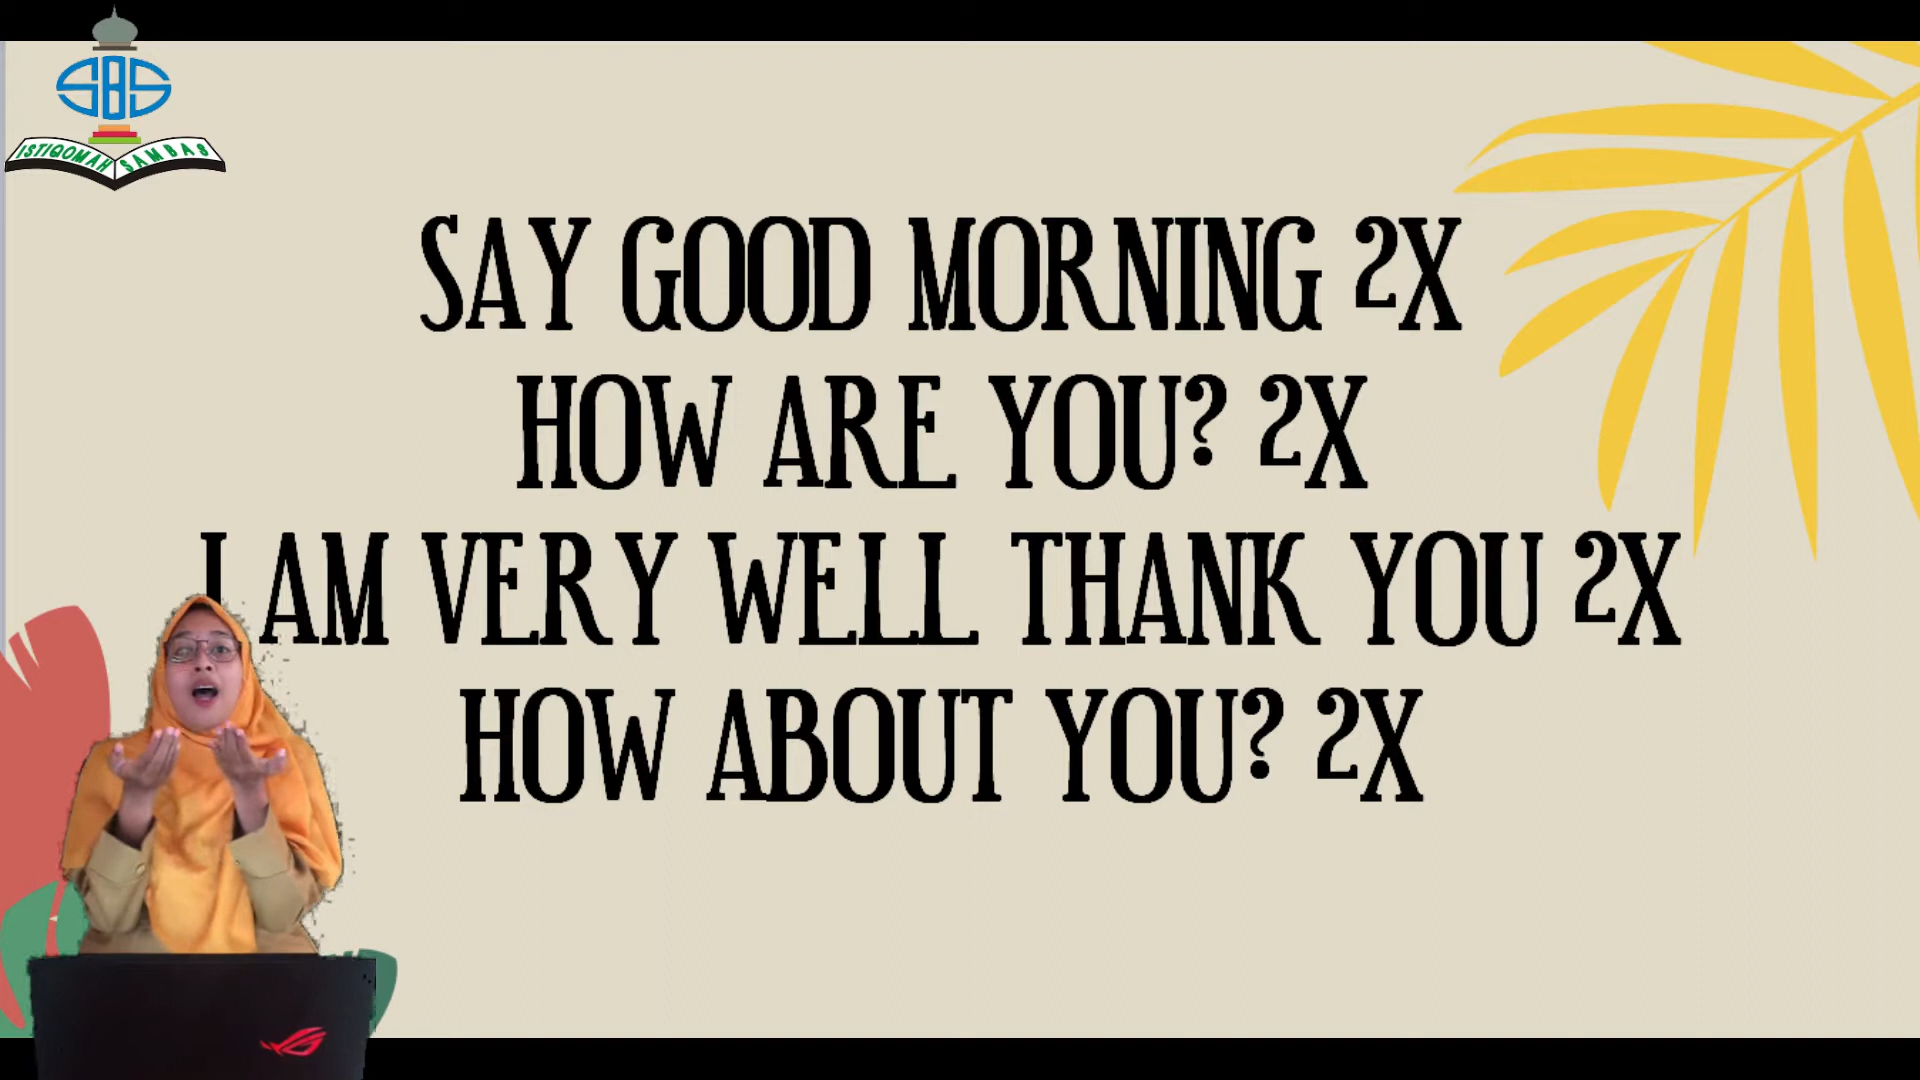 SBS
ISTIQOMAH SAMBAS
SAY GOOD MORNING 2X
HOW ARE YOU? 2X
I AM VERY WELL THANK YOU 2X
HOW ABOUT YOU? 2X